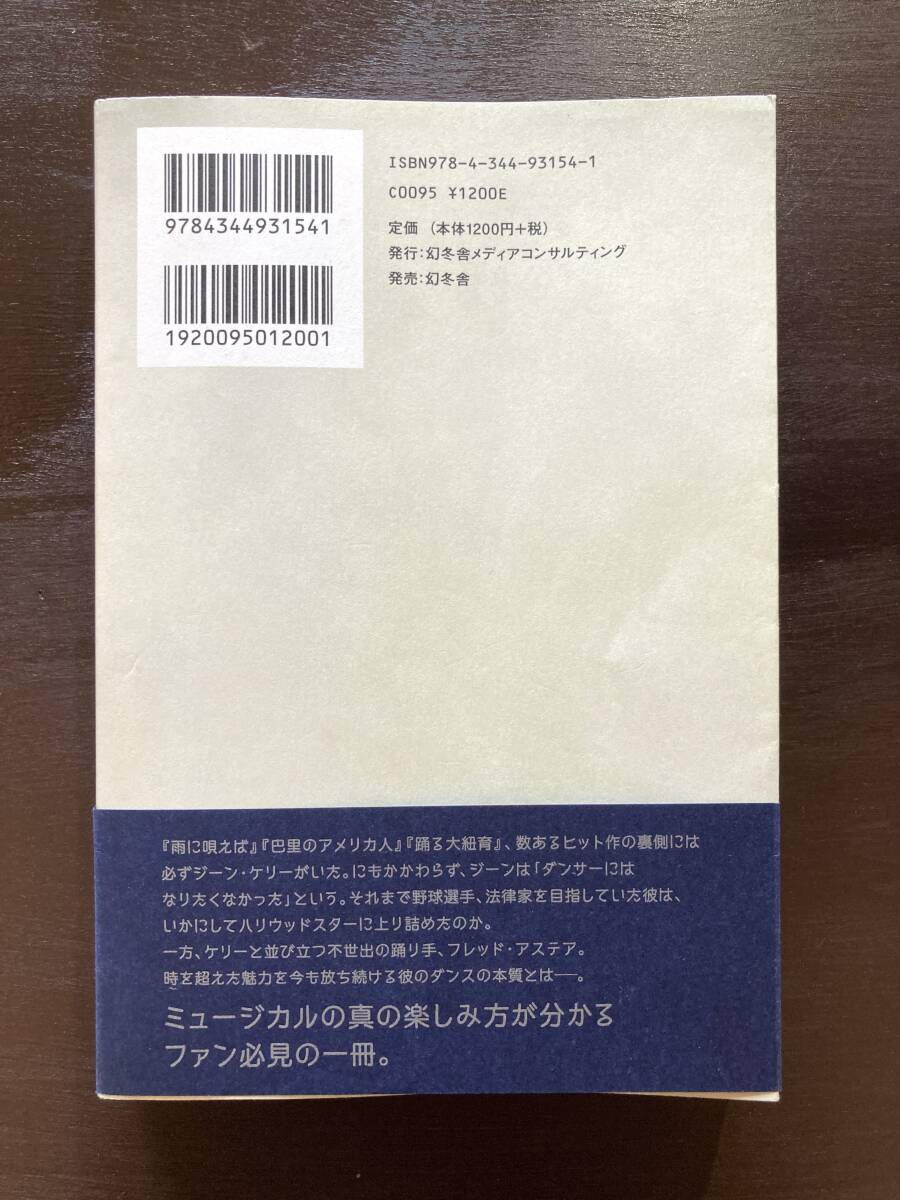 9784344931541
1920095012001
ISBN978-4-344-93154-1
C0095 ¥1200E
定価（本体1200円+税）
発行:幻冬舎メディアコンサルティング
発売:幻冬舎
『雨に唄えば』『巴里のアメリカ人』『踊る大紐育』、数あるヒット作の裏側には
必ずジーン・ケリーがいた。にもかかわらず、ジーンは「ダンサーには
なりたくなかった」という。それまで野球選手、法律家を目指していた彼は、
いかにしてハリウッドスターに上り詰めたのか。
一方、ケリーと並び立つ不世出の踊り手、フレッド・アステア。
時を超えた魅力を今も放ち続ける彼のダンスの本質とは──。
ミュージカルの真の楽しみ方が分かる
ファン必見の一冊。